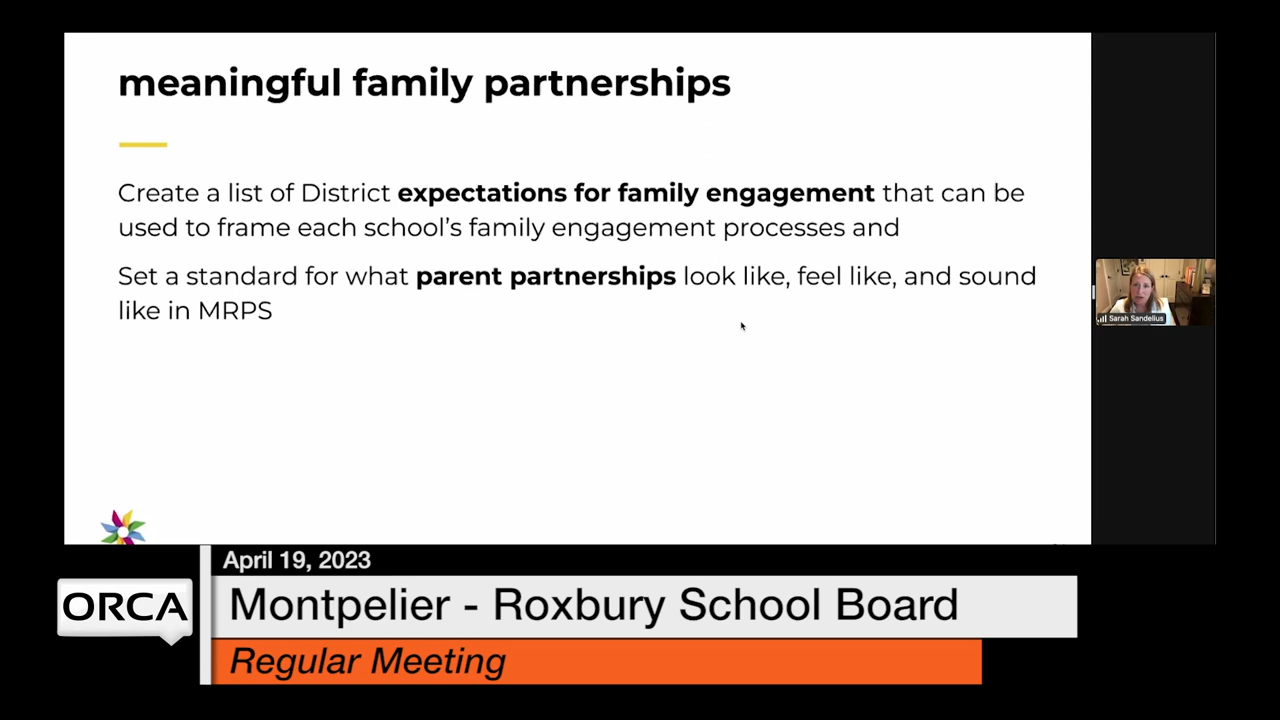 meaningful family partnerships
Create a list of District expectations for family engagement that can be
used to frame each school's family engagement processes and
Set a standard for what parent partnerships look like, feel like, and sound
like in MRPS
Sarah Sandelius
April 19, 2023
ORCA
Montpelier - Roxbury School Board
Regular Meeting